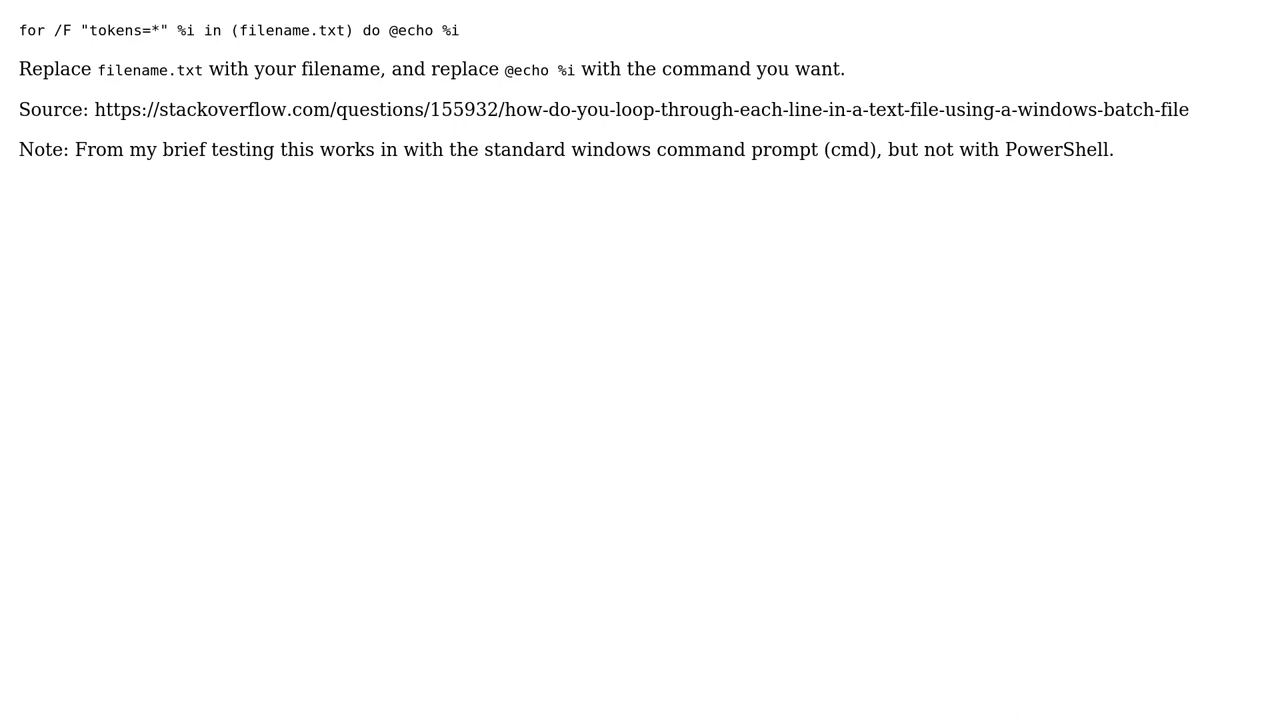 for /F "tokens=*" %i in (filename.txt) do @echo %i
Replace filename.txt with your filename, and replace @echo %i with the command you want.
Source: https://stackoverflow.com/questions/155932/how-do-you-loop-through-each-line-in-a-text-file-using-a-windows-batch-file
Note: From my brief testing this works in with the standard windows command prompt (cmd), but not with PowerShell.